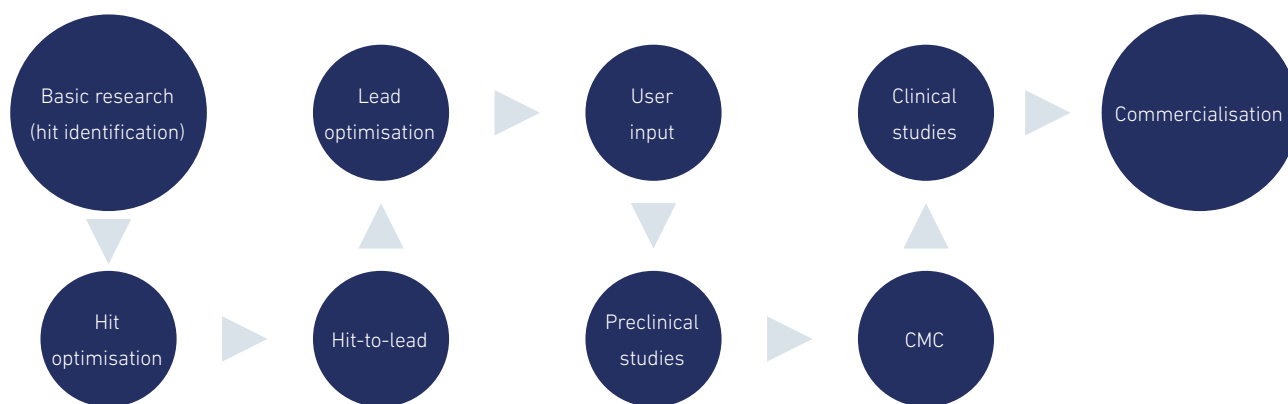 Basic research
(hit identification)
Hit
optimisation
Hit-to-lead
Lead
optimisation
User
input
Preclinical
studies
CMC
Clinical
studies
Commercialisation